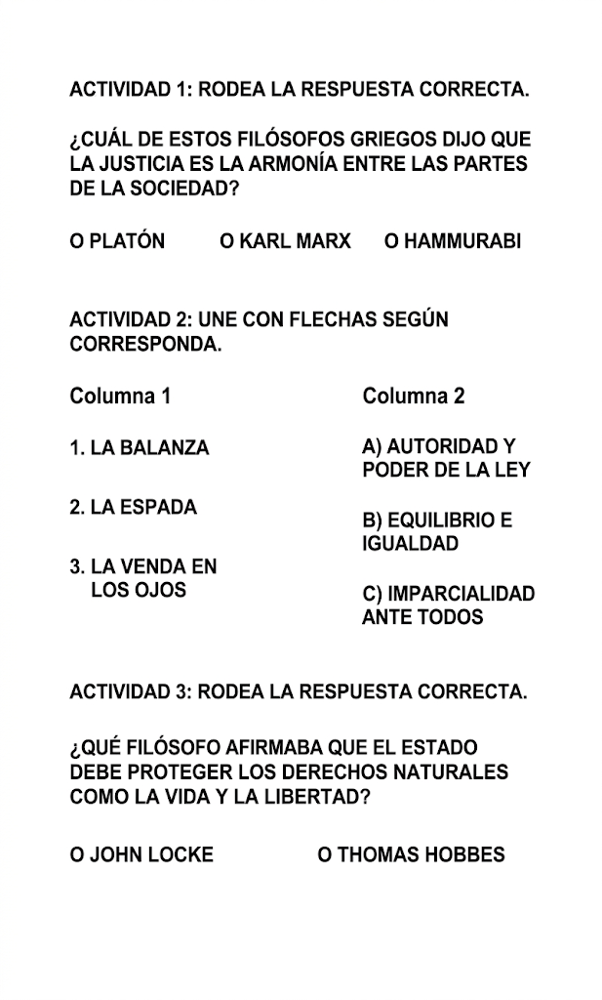 ACTIVIDAD 1: RODEA LA RESPUESTA CORRECTA.
¿CUÁL DE ESTOS FILÓSOFOS GRIEGOS DIJO QUE
LA JUSTICIA ES LA ARMONÍA ENTRE LAS PARTES
DE LA SOCIEDAD?
O PLATÓN O KARL MARX O HAMMURABI
ACTIVIDAD 2: UNE CON FLECHAS SEGÚN
CORRESPONDA.
Columna 1
1. LA BALANZA
2. LA ESPADA
3. LA VENDA EN
LOS OJOS
Columna 2
A) AUTORIDAD Y
PODER DE LA LEY
B) EQUILIBRIO E
IGUALDAD
C) IMPARCIALIDAD
ANTE TODOS
ACTIVIDAD 3: RODEA LA RESPUESTA CORRECTA.
¿QUÉ FILÓSOFO AFIRMABA QUE EL ESTADO
DEBE PROTEGER LOS DERECHOS NATURALES
COMO LA VIDA Y LA LIBERTAD?
O JOHN LOCKE O THOMAS HOBBES